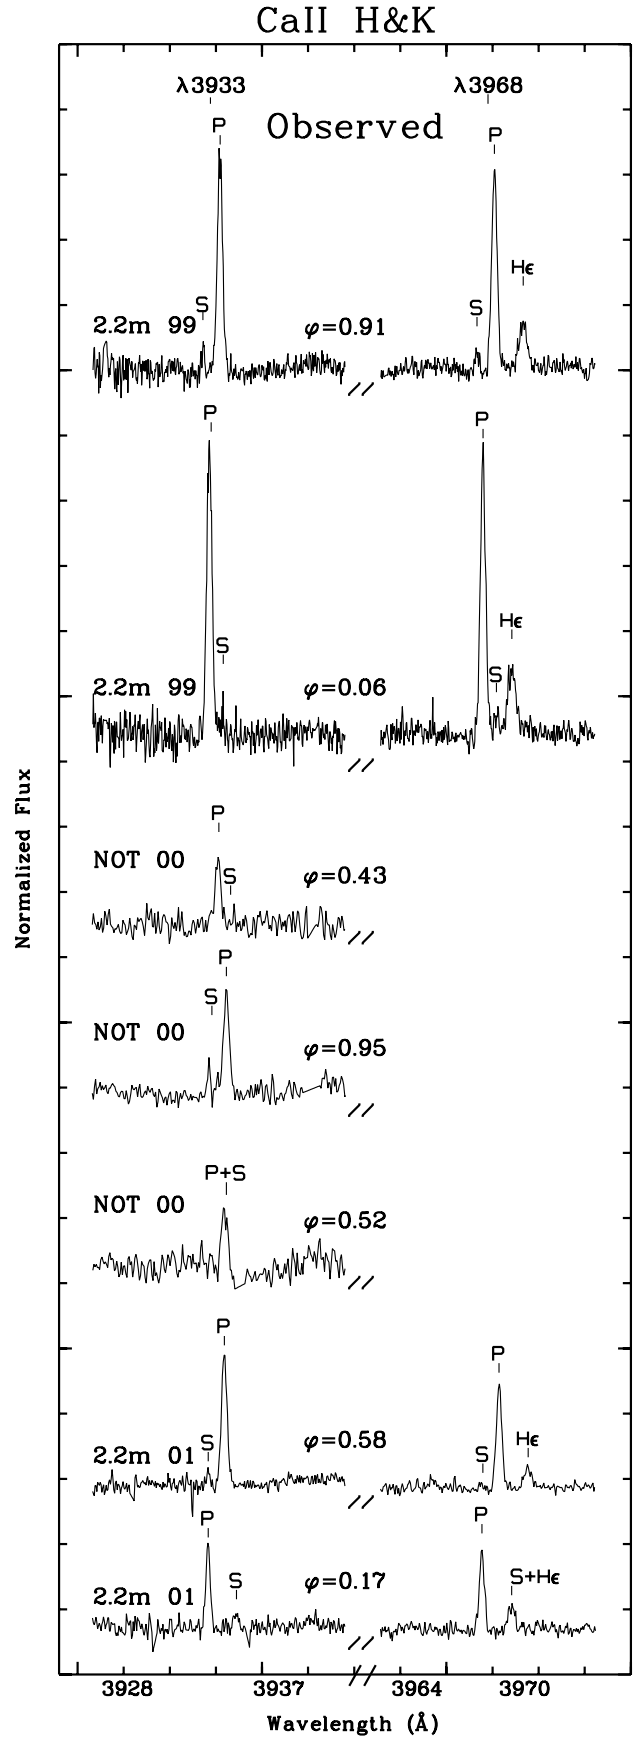 CaII H&K
λ3933 λ3968
P Observed P
Hε
S S
2.2m 99 φ=0.91
P P
Hε
S S
2.2m 99 φ=0.06
P
NOT 00 S φ=0.43
P
S
NOT 00 φ=0.95
P+S
NOT 00 φ=0.52
P P
S φ=0.58 S Hε
2.2m 01
P P
2.2m 01 S φ=0.17 S+Hε
3928 3937 3964 3970
Wavelength (Å)
Normalized Flux